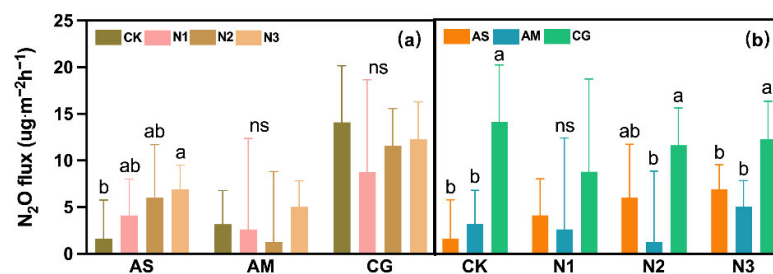 N₂O flux (ug·m⁻²h⁻¹)
25
20
15
10
5
0
CK N1 N2 N3 (a)
b ab ab a
ns
ns
AS AM CG
AS AM CG (b)
b b a
ns
ab b a
b b a
CK N1 N2 N3